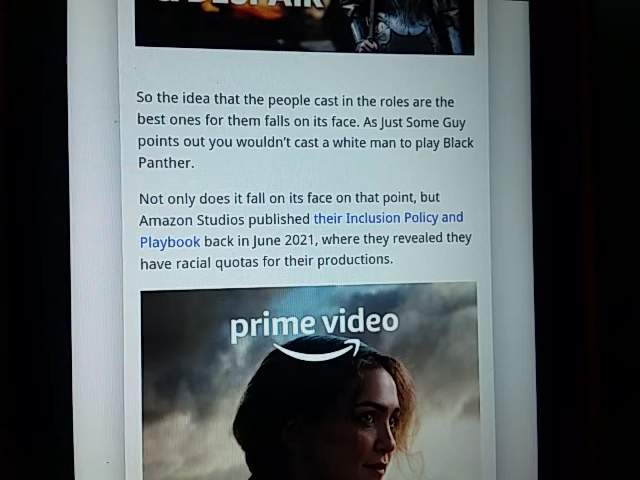 So the idea that the people cast in the roles are the
best ones for them falls on its face. As Just Some Guy
points out you wouldn't cast a white man to play Black
Panther.
Not only does it fall on its face on that point, but
Amazon Studios published their Inclusion Policy and
Playbook back in June 2021, where they revealed they
have racial quotas for their productions.
prime video